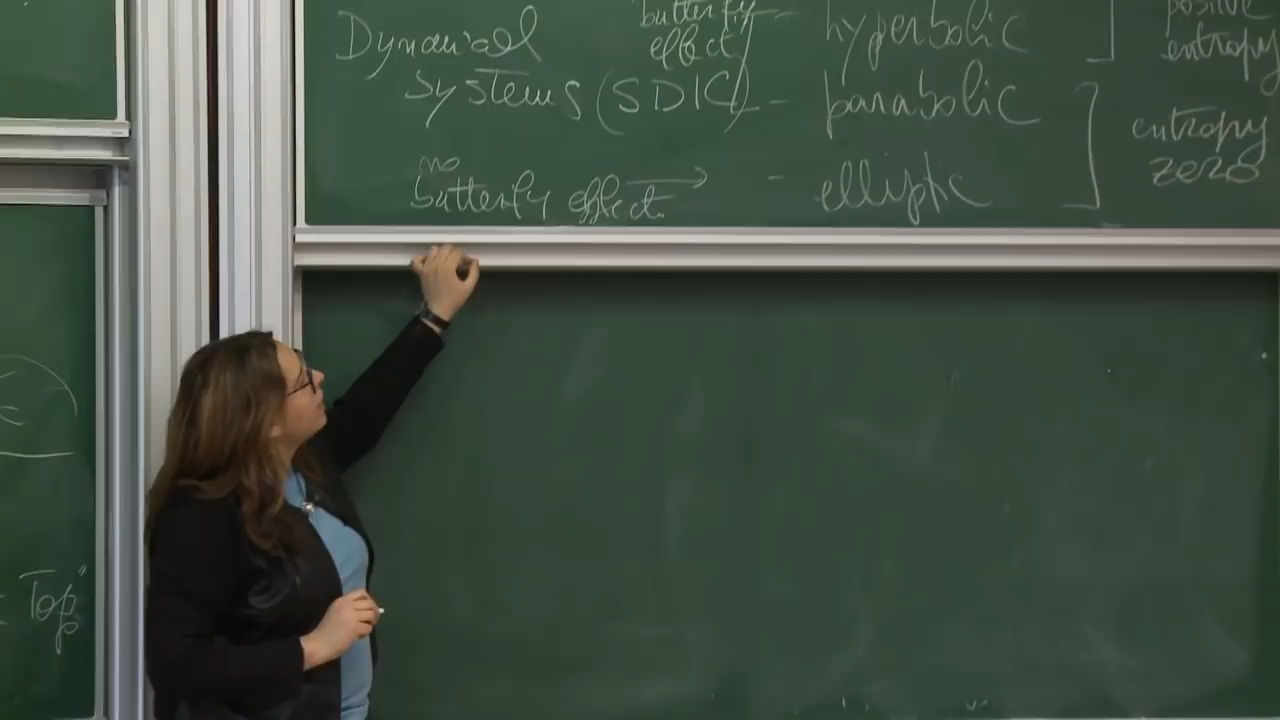 butterfly - hyperbolic ] positive
Dynamical effect entropy
Systems (SDIC) - parabolic
] entropy
no zero
butterfly effect → - elliptic
Top"